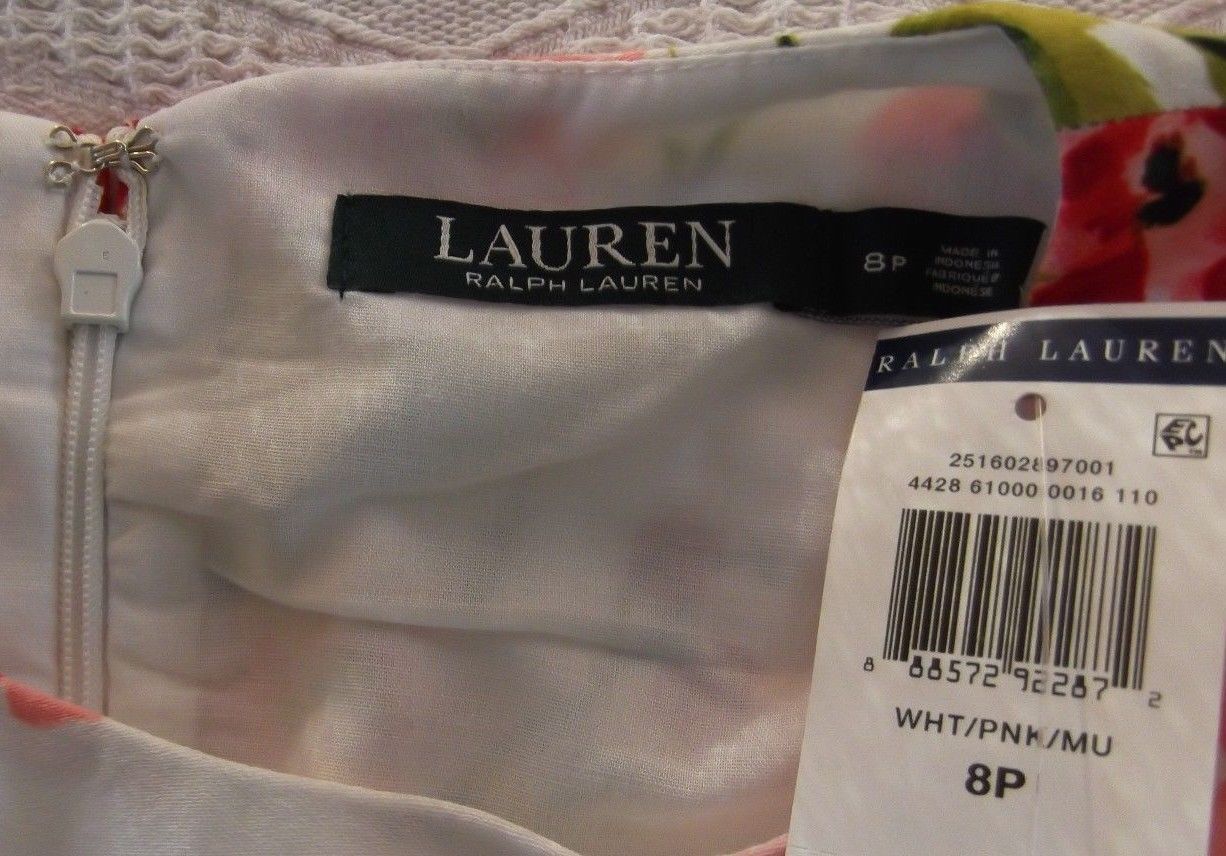 LAUREN
RALPH LAUREN
8P
MADE IN
INDONESIA
FABRIQUÉ
INDONESIE
RALPH LAUREN
EPC
251602897001
4428 61000 0016 110
8 88572 92287 2
WHT/PNK/MU
8P